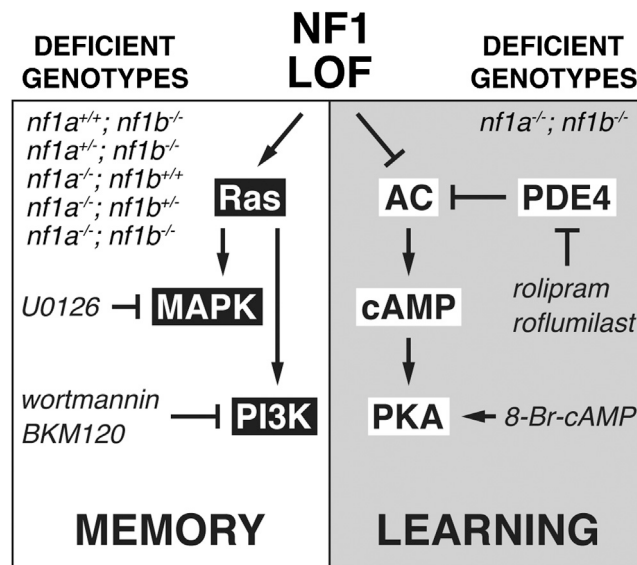 NF1
LOF
DEFICIENT
GENOTYPES
nf1a+/+; nf1b-/-
nf1a+/-; nf1b-/-
nf1a-/-; nf1b+/+
nf1a-/-; nf1b+/-
nf1a-/-; nf1b-/-
Ras
MAPK
U0126
PI3K
wortmannin
BKM120
MEMORY
DEFICIENT
GENOTYPES
nf1a-/-; nf1b-/-
AC
PDE4
rolipram
roflumilast
cAMP
PKA
8-Br-cAMP
LEARNING